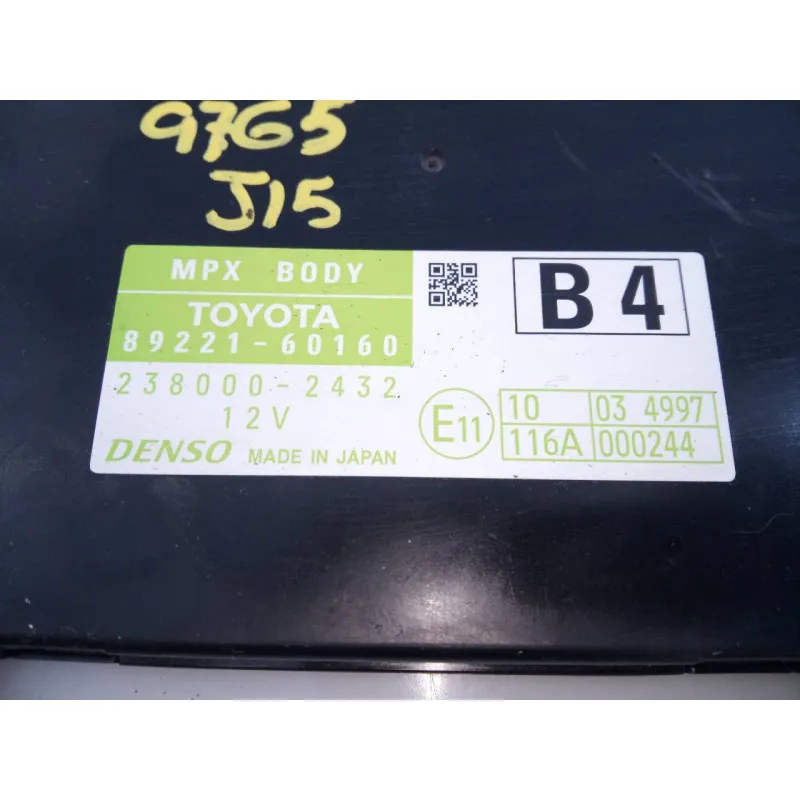 9765
J15
MPX BODY
TOYOTA
89221-60160
238000-2432
12V
DENSO MADE IN JAPAN
B4
E11
10 03 4997
116A 000244